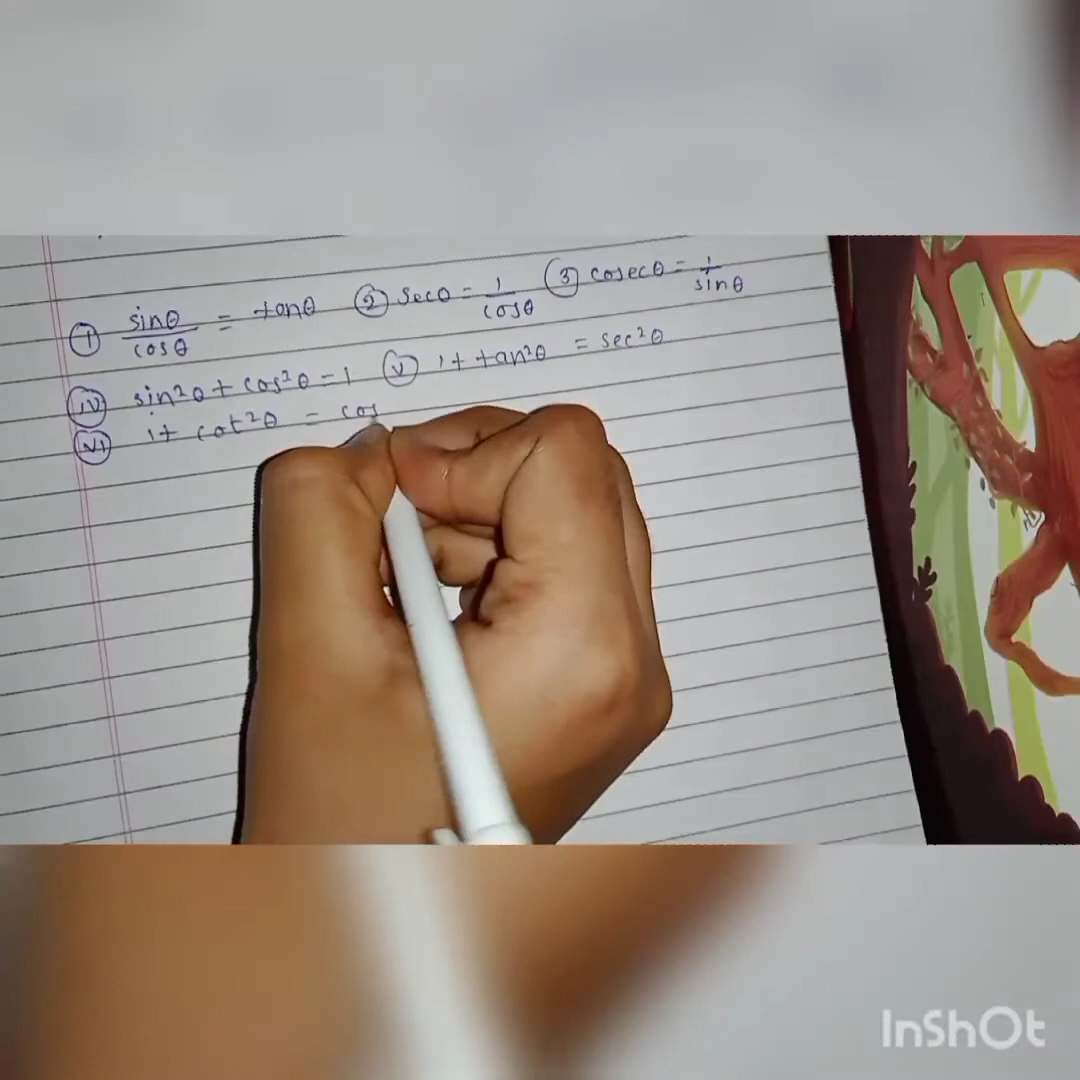 ① sinθ/cosθ = tanθ ② secθ = 1/cosθ ③ cosecθ = 1/sinθ
(iv) sin²θ + cos²θ = 1 (v) 1 + tan²θ = sec²θ
(vi) 1 + cot²θ = cos
InShOt